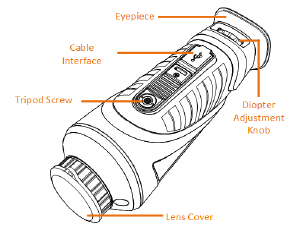 Eyepiece
Cable
Interface
Tripod Screw
Diopter
Adjustment
Knob
Lens Cover